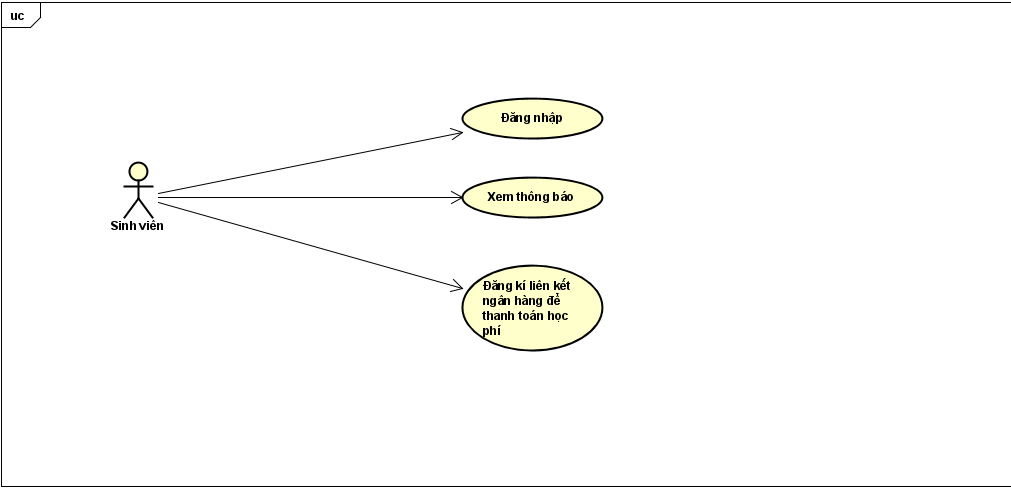 uc
Đăng nhập
Xem thông báo
Sinh viên
Đăng kí liên kết
ngân hàng để
thanh toán học
phí